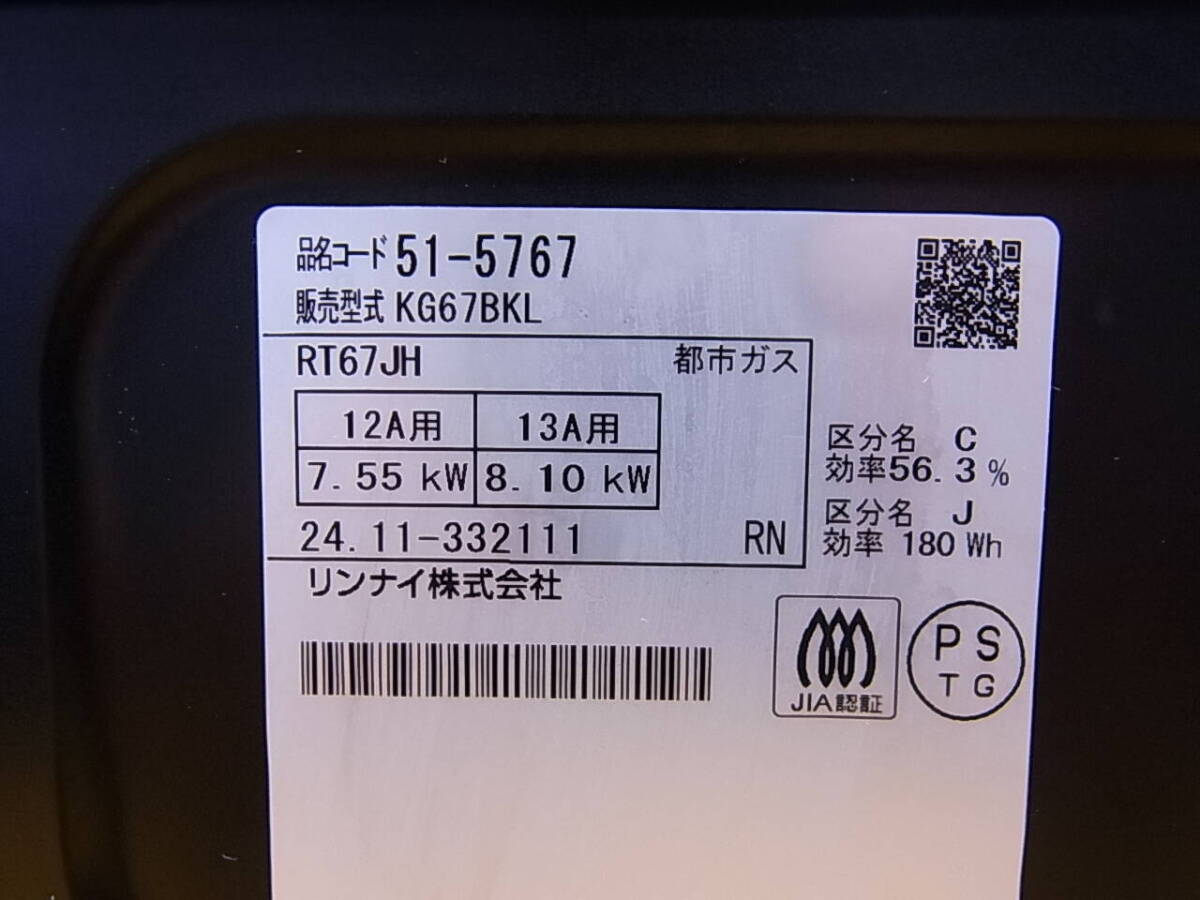 品名コード 51-5767
販売型式 KG67BKL
RT67JH 都市ガス
12A用 13A用
7.55 kW 8.10 kW
24.11-332111 RN
リンナイ株式会社
区分名 C
効率56.3 %
区分名 J
効率 180 Wh
JIA認証
PS
TG